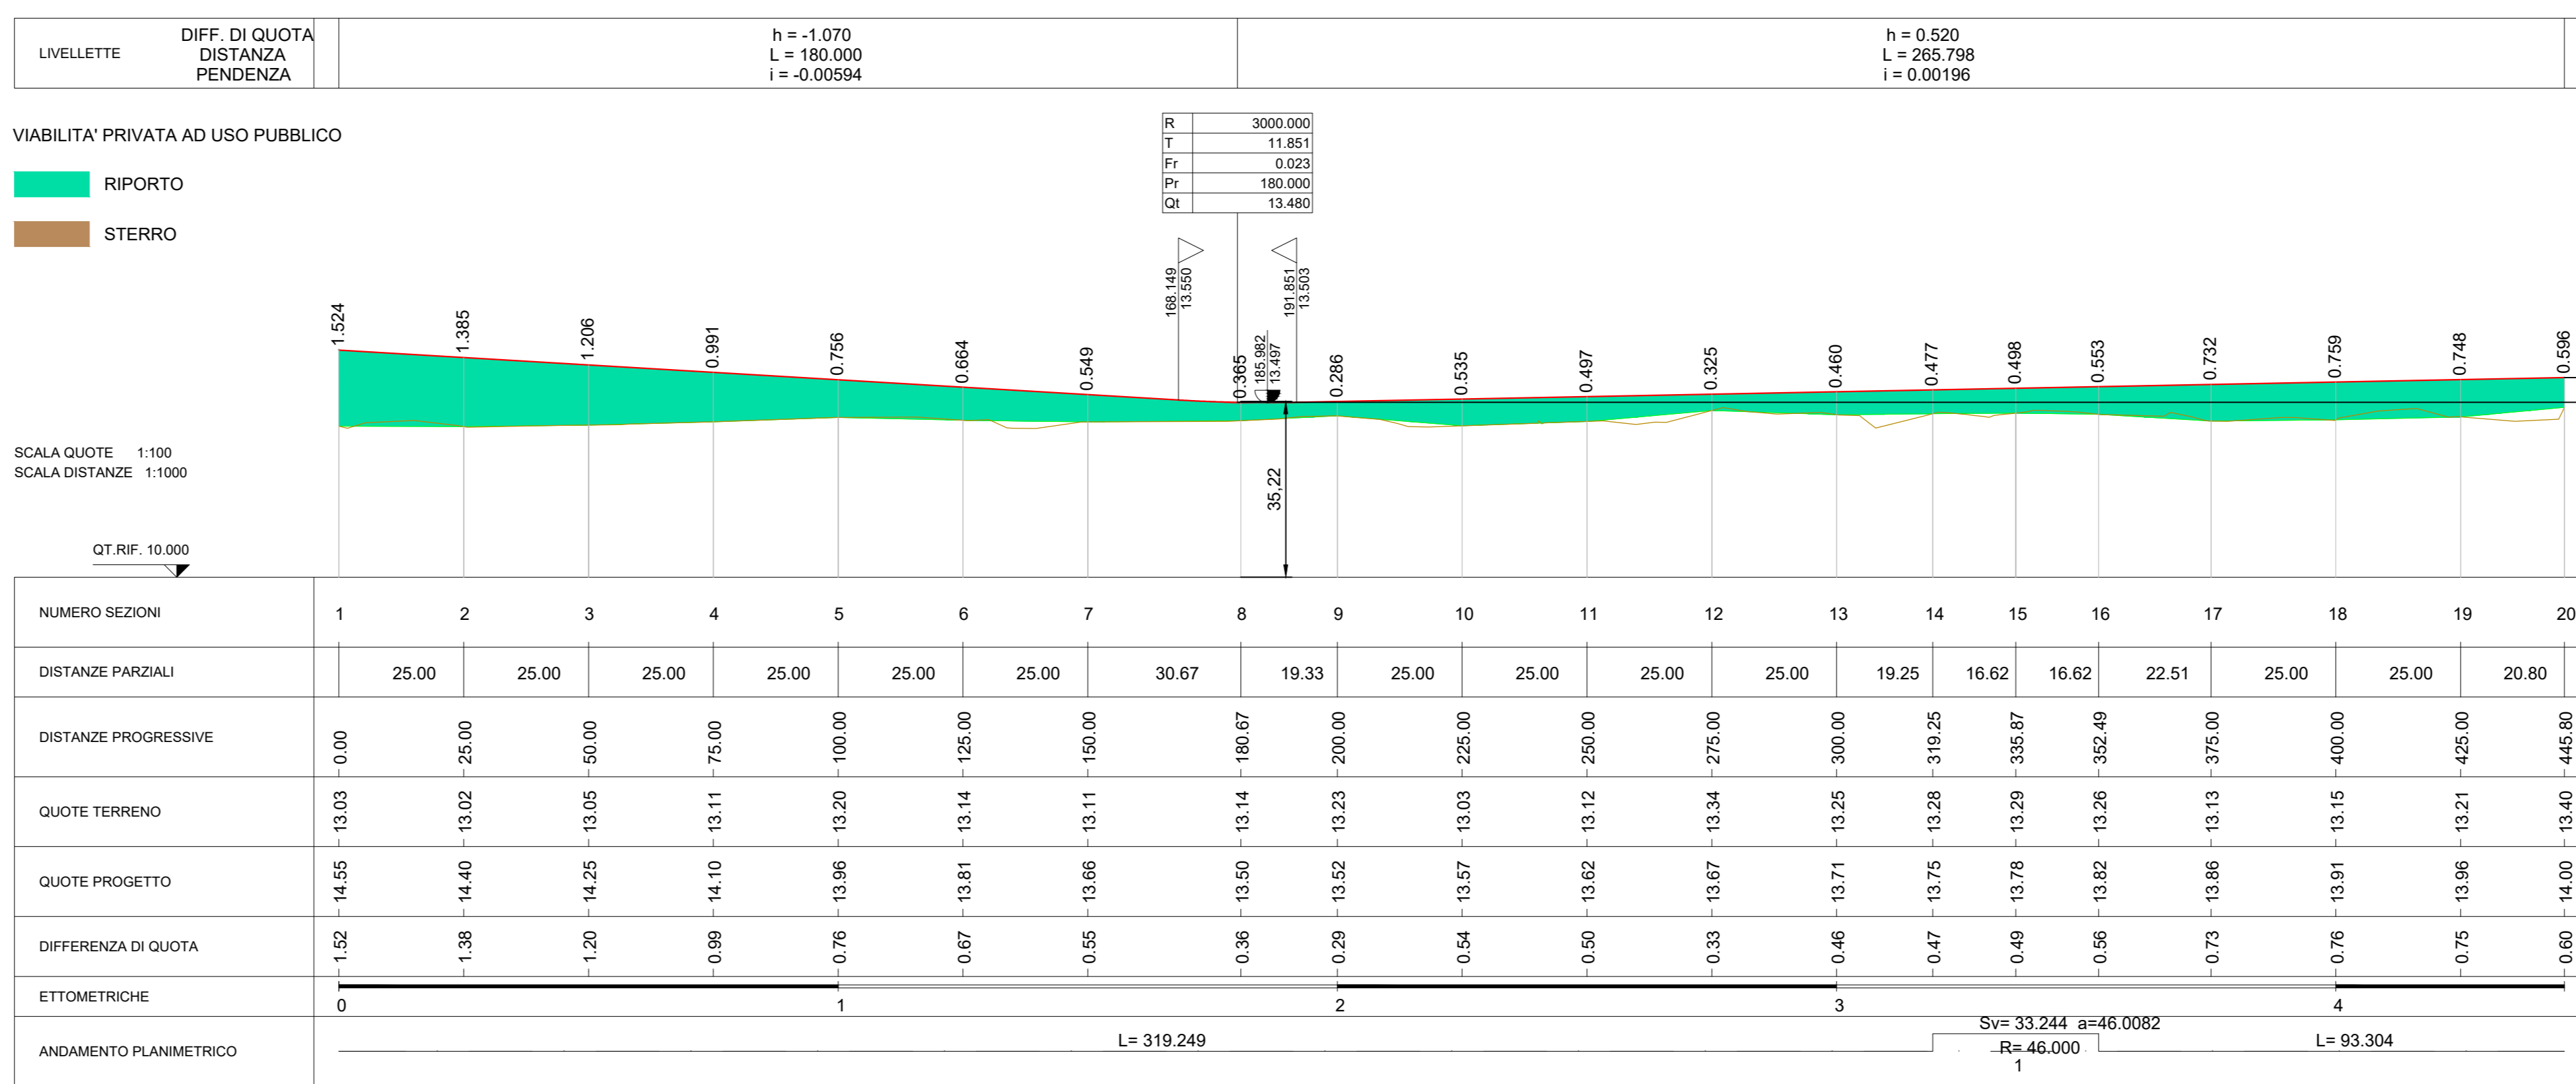 LIVELLETTE
DIFF. DI QUOTA
DISTANZA
PENDENZA
h = -1.070
L = 180.000
i = -0.00594
h = 0.520
L = 265.798
i = 0.00196
VIABILITA' PRIVATA AD USO PUBBLICO
RIPORTO
STERRO
R 3000.000
T 11.851
Fr 0.023
Pr 180.000
Qt 13.480
168.149
13.550
191.851
13.503
185.982
13.497
1.524 1.385 1.206 0.991 0.756 0.664 0.549 0.365 0.286 0.535 0.497 0.325 0.460 0.477 0.498 0.553 0.732 0.759 0.748 0.596
35,22
SCALA QUOTE 1:100
SCALA DISTANZE 1:1000
QT.RIF. 10.000
NUMERO SEZIONI 1 2 3 4 5 6 7 8 9 10 11 12 13 14 15 16 17 18 19 20
DISTANZE PARZIALI 25.00 25.00 25.00 25.00 25.00 25.00 30.67 19.33 25.00 25.00 25.00 25.00 19.25 16.62 16.62 22.51 25.00 25.00 20.80
DISTANZE PROGRESSIVE 0.00 25.00 50.00 75.00 100.00 125.00 150.00 180.67 200.00 225.00 250.00 275.00 300.00 319.25 335.87 352.49 375.00 400.00 425.00 445.80
QUOTE TERRENO 13.03 13.02 13.05 13.11 13.20 13.14 13.11 13.14 13.23 13.03 13.12 13.34 13.25 13.28 13.29 13.26 13.13 13.15 13.21 13.40
QUOTE PROGETTO 14.55 14.40 14.25 14.10 13.96 13.81 13.66 13.50 13.52 13.57 13.62 13.67 13.71 13.75 13.78 13.82 13.86 13.91 13.96 14.00
DIFFERENZA DI QUOTA 1.52 1.38 1.20 0.99 0.76 0.67 0.55 0.36 0.29 0.54 0.50 0.33 0.46 0.47 0.49 0.56 0.73 0.76 0.75 0.60
ETTOMETRICHE 0 1 2 3 4
ANDAMENTO PLANIMETRICO
L= 319.249
Sv= 33.244 a=46.0082
R= 46.000
1
L= 93.304